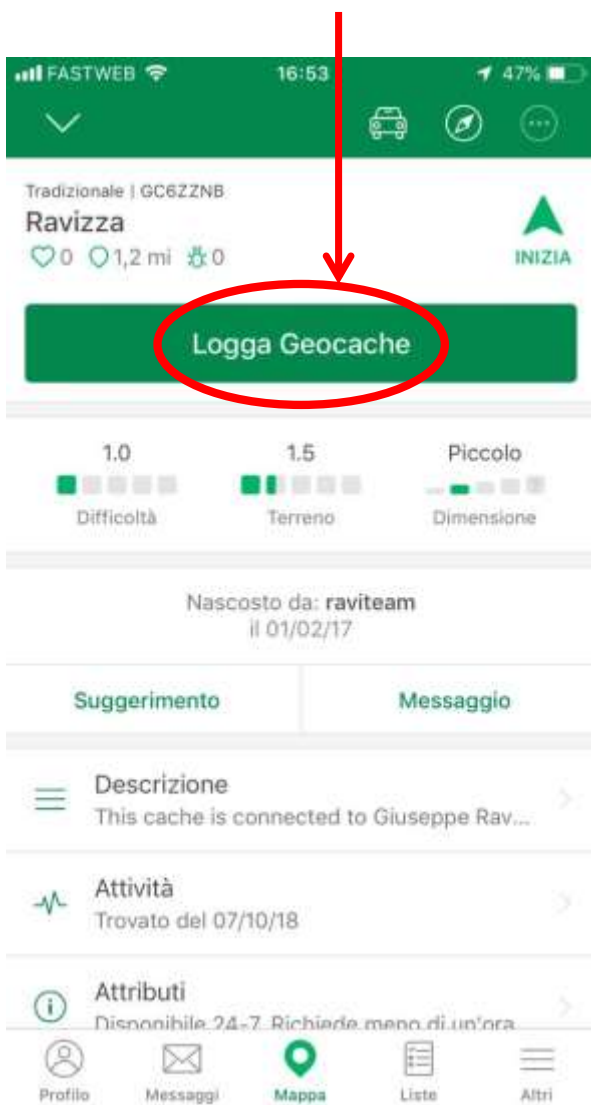 FASTWEB 16:53 47%
Tradizionale | GC6ZZNB
Ravizza
0 1,2 mi 0
INIZIA
Logga Geocache
1.0 1.5 Piccolo
Difficoltà Terreno Dimensione
Nascosto da: raviteam
il 01/02/17
Suggerimento Messaggio
Descrizione
This cache is connected to Giuseppe Rav...
Attività
Trovato del 07/10/18
Attributi
Disponibile 24-7, Richiede meno di un'ora
Profilo Messaggi Mappa Liste Altri